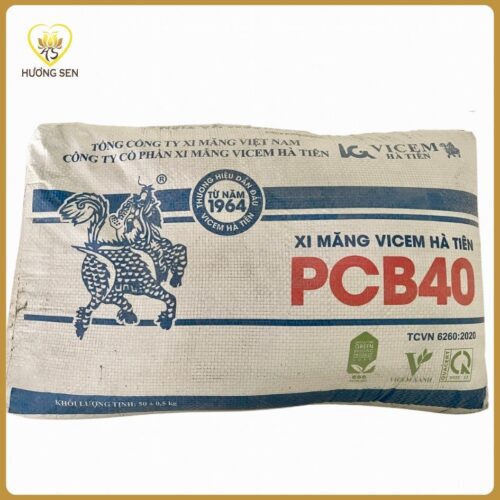 HƯƠNG SEN
TỔNG CÔNG TY XI MĂNG VIỆT NAM
CÔNG TY CỔ PHẦN XI MĂNG VICEM HÀ TIÊN
VICEM
HÀ TIÊN
THƯƠNG HIỆU DẪN ĐẦU
TỪ NĂM
1964
VICEM HÀ TIÊN
®
XI MĂNG VICEM HÀ TIÊN
PCB40
TCVN 6260:2020
GREEN
VICEM XANH
QUACERT
KHỐI LƯỢNG TỊNH: 50 ± 0,5 kg